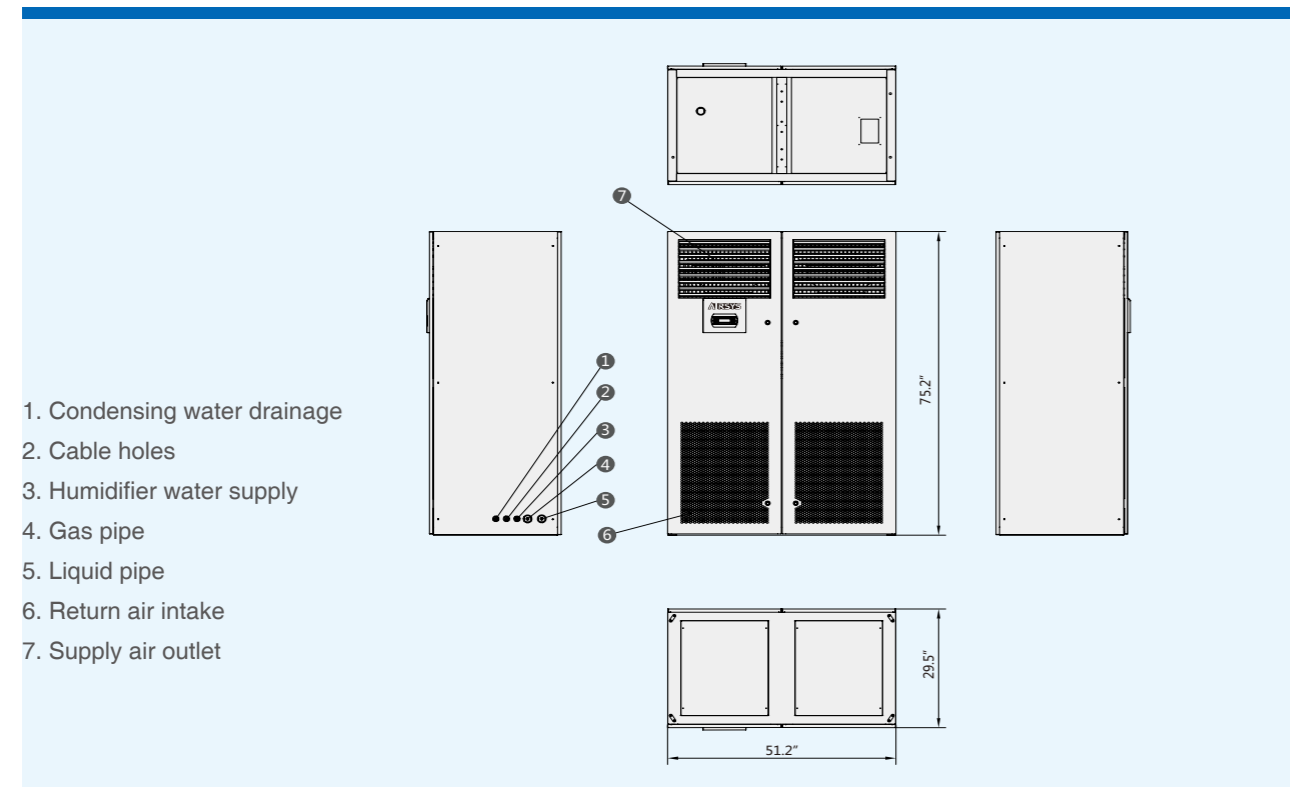 7
AIRSYS
1
2
3
4
5
6
75.2"
1. Condensing water drainage
2. Cable holes
3. Humidifier water supply
4. Gas pipe
5. Liquid pipe
6. Return air intake
7. Supply air outlet
29.5"
51.2"